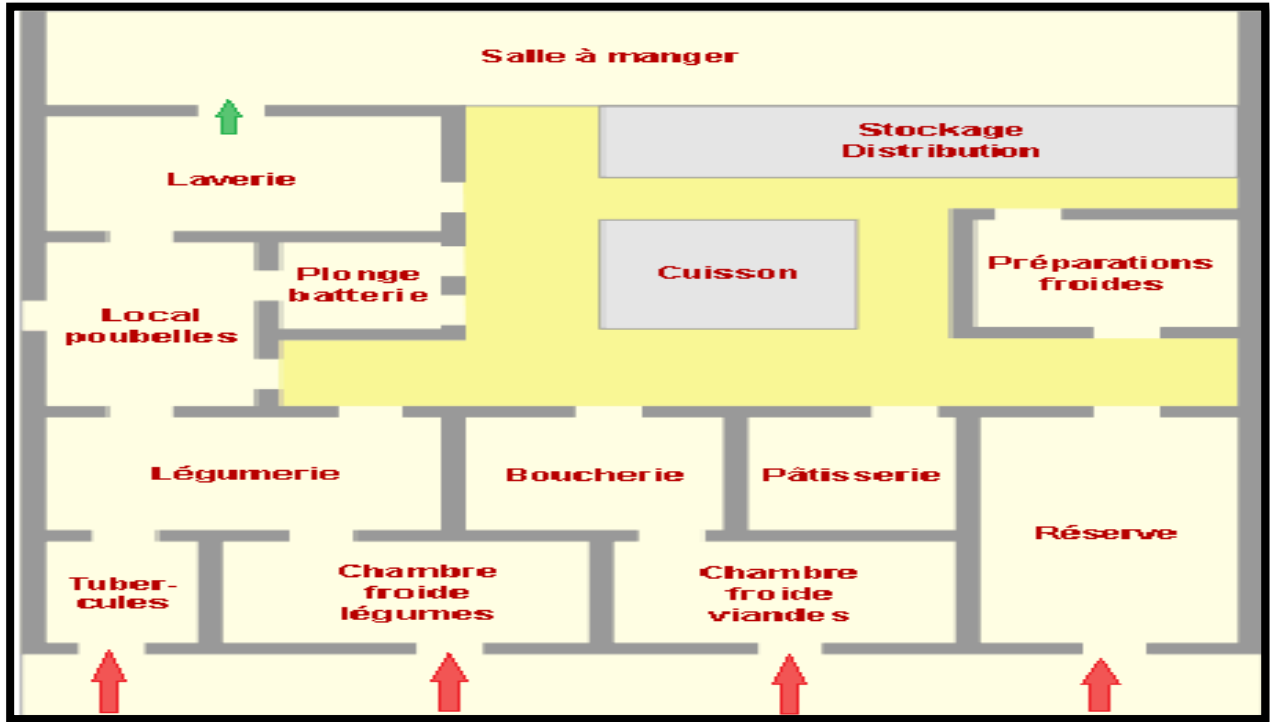 Salle à manger
Stockage
Distribution
Laverie
Plonge
batterie
Cuisson
Préparations
froides
Local
poubelles
Légumerie
Boucherie
Pâtisserie
Réserve
Tuber-
cules
Chambre
froide
légumes
Chambre
froide
viandes